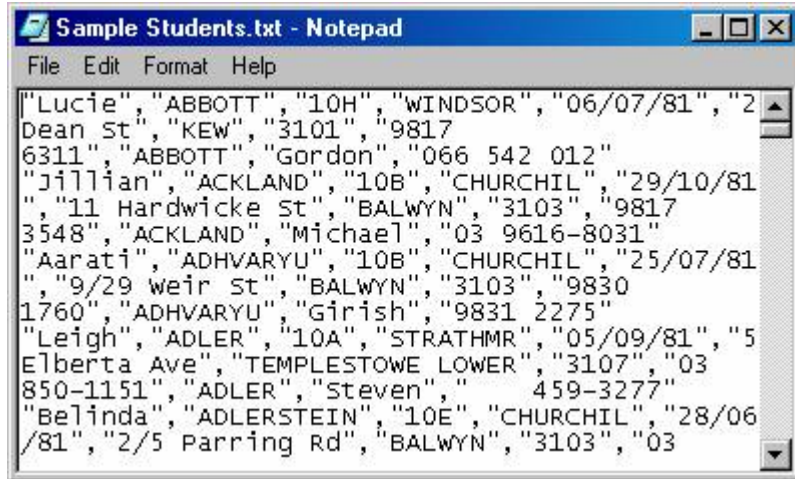 Sample Students.txt - Notepad
File Edit Format Help
"Lucie","ABBOTT","10H","WINDSOR","06/07/81","2
Dean St","KEW","3101","9817
6311","ABBOTT","Gordon","066 542 012"
"Jillian","ACKLAND","10B","CHURCHIL","29/10/81
","11 Hardwicke St","BALWYN","3103","9817
3548","ACKLAND","Michael","03 9616-8031"
"Aarati","ADHVARYU","10B","CHURCHIL","25/07/81
","9/29 Weir St","BALWYN","3103","9830
1760","ADHVARYU","Girish","9831 2275"
"Leigh","ADLER","10A","STRATHMR","05/09/81","5
Elberta Ave","TEMPLESTOWE LOWER","3107","03
850-1151","ADLER","Steven","    459-3277"
"Belinda","ADLERSTEIN","10E","CHURCHIL","28/06
/81","2/5 Parring Rd","BALWYN","3103","03